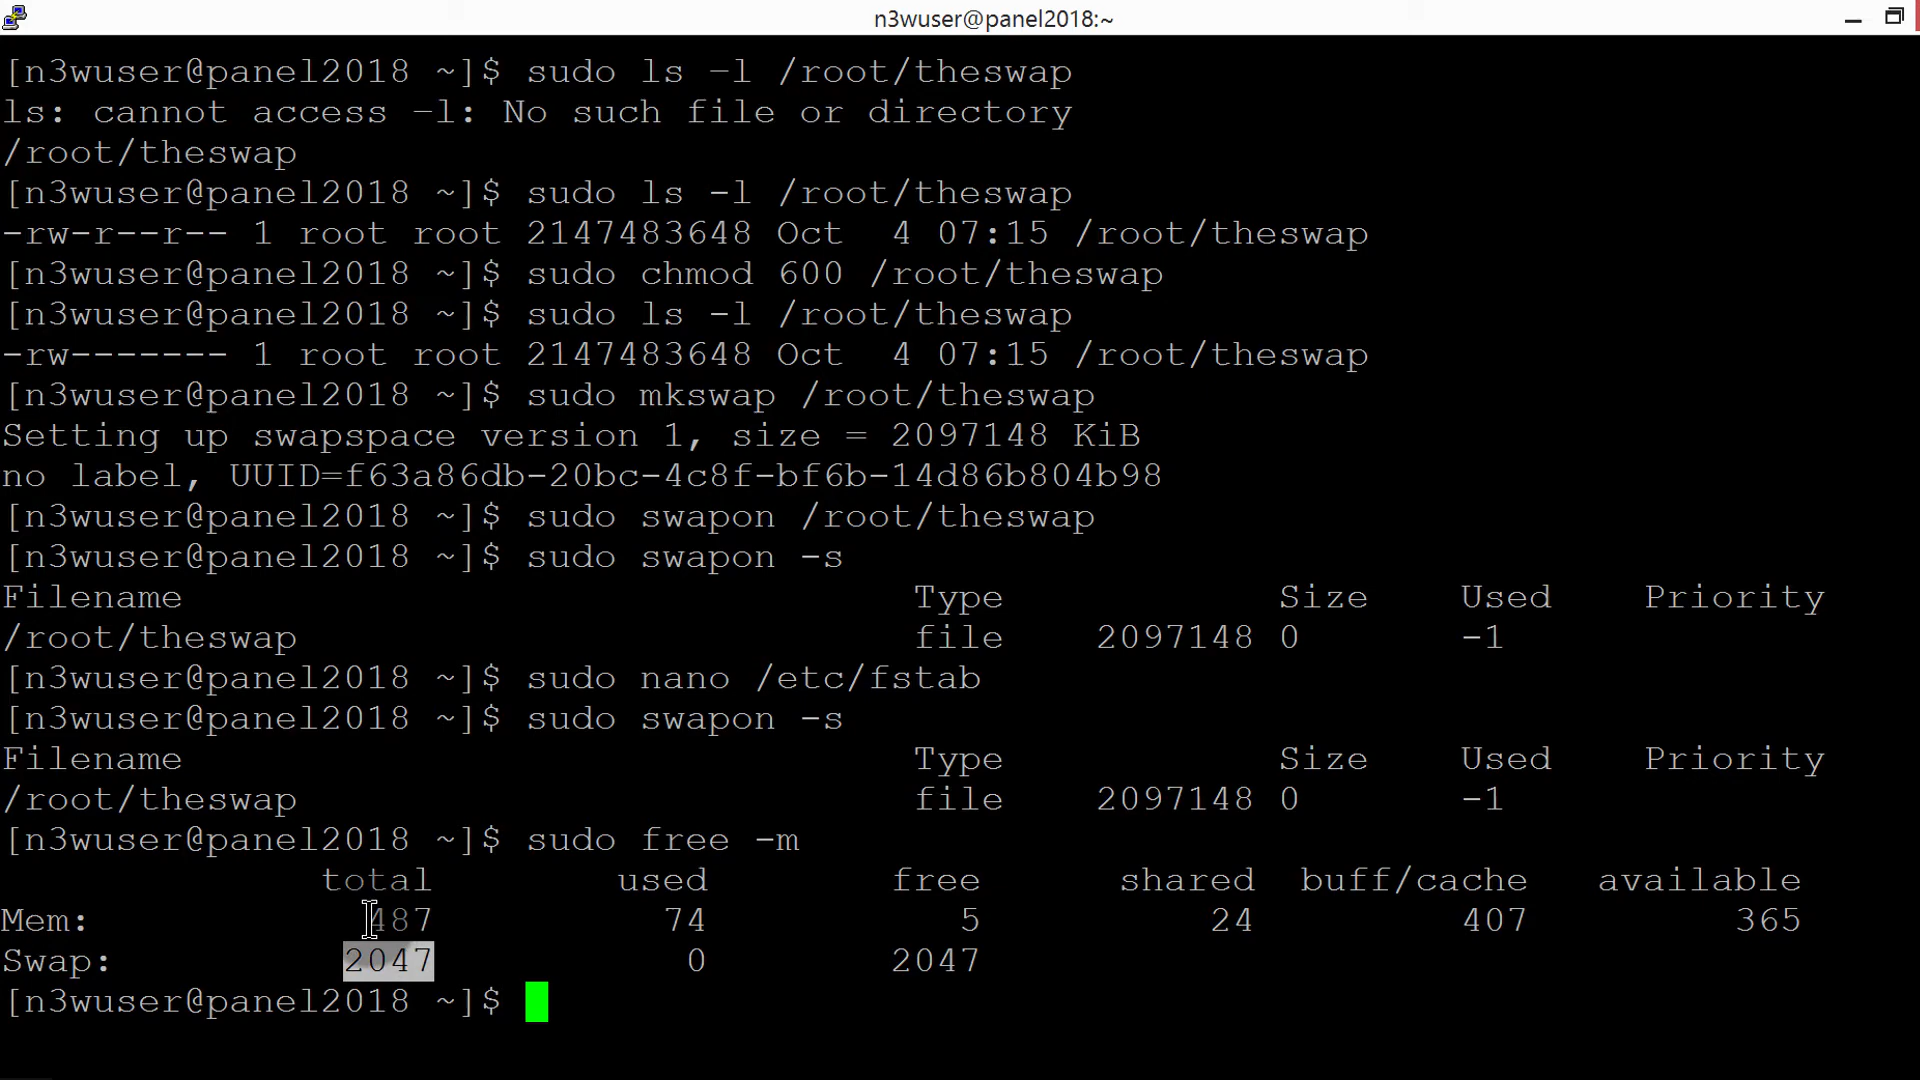 n3wuser@panel2018:~
[n3wuser@panel2018 ~]$ sudo ls –l /root/theswap
ls: cannot access –l: No such file or directory
/root/theswap
[n3wuser@panel2018 ~]$ sudo ls -l /root/theswap
-rw-r--r-- 1 root root 2147483648 Oct  4 07:15 /root/theswap
[n3wuser@panel2018 ~]$ sudo chmod 600 /root/theswap
[n3wuser@panel2018 ~]$ sudo ls -l /root/theswap
-rw------- 1 root root 2147483648 Oct  4 07:15 /root/theswap
[n3wuser@panel2018 ~]$ sudo mkswap /root/theswap
Setting up swapspace version 1, size = 2097148 KiB
no label, UUID=f63a86db-20bc-4c8f-bf6b-14d86b804b98
[n3wuser@panel2018 ~]$ sudo swapon /root/theswap
[n3wuser@panel2018 ~]$ sudo swapon -s
Filename Type Size Used Priority
/root/theswap file 2097148 0 -1
[n3wuser@panel2018 ~]$ sudo nano /etc/fstab
[n3wuser@panel2018 ~]$ sudo swapon -s
Filename Type Size Used Priority
/root/theswap file 2097148 0 -1
[n3wuser@panel2018 ~]$ sudo free -m
total used free shared buff/cache available
Mem: 487 74 5 24 407 365
Swap: 2047 0 2047
[n3wuser@panel2018 ~]$